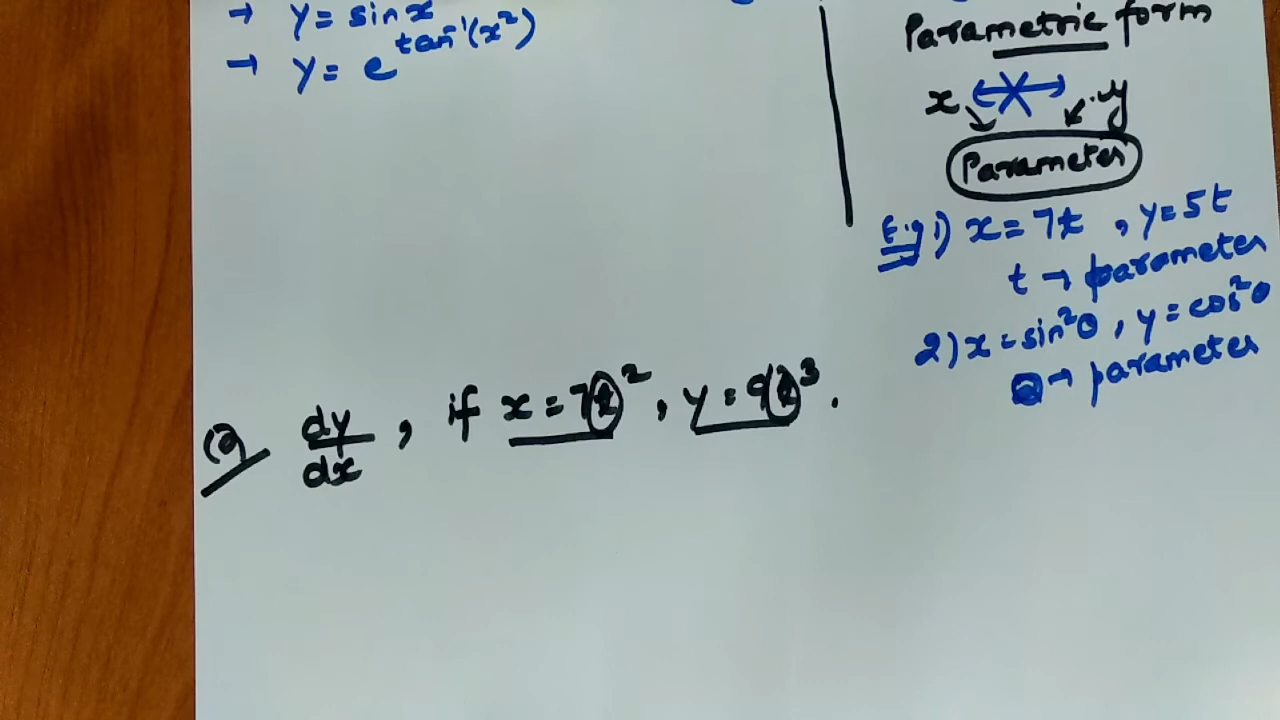 → y = sin x
→ y = e^tan⁻¹(x²)
Parametric form
x ↔ y
Parameter
E.g 1) x = 7t , y = 5t
t → parameter
2) x = sin²θ , y = cos²θ
θ → parameter
Q dy/dx , if x = 7t² , y = 9t³ .